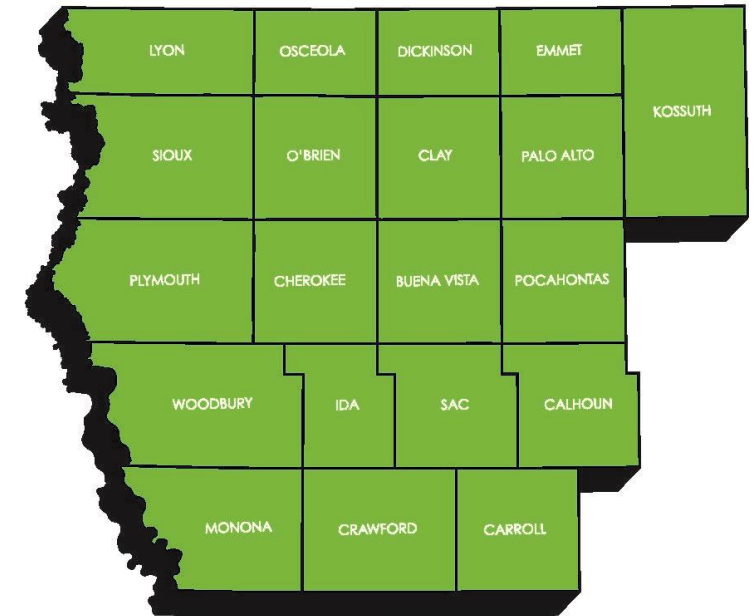 LYON
OSCEOLA
DICKINSON
EMMET
KOSSUTH
SIOUX
O'BRIEN
CLAY
PALO ALTO
PLYMOUTH
CHEROKEE
BUENA VISTA
POCAHONTAS
WOODBURY
IDA
SAC
CALHOUN
MONONA
CRAWFORD
CARROLL